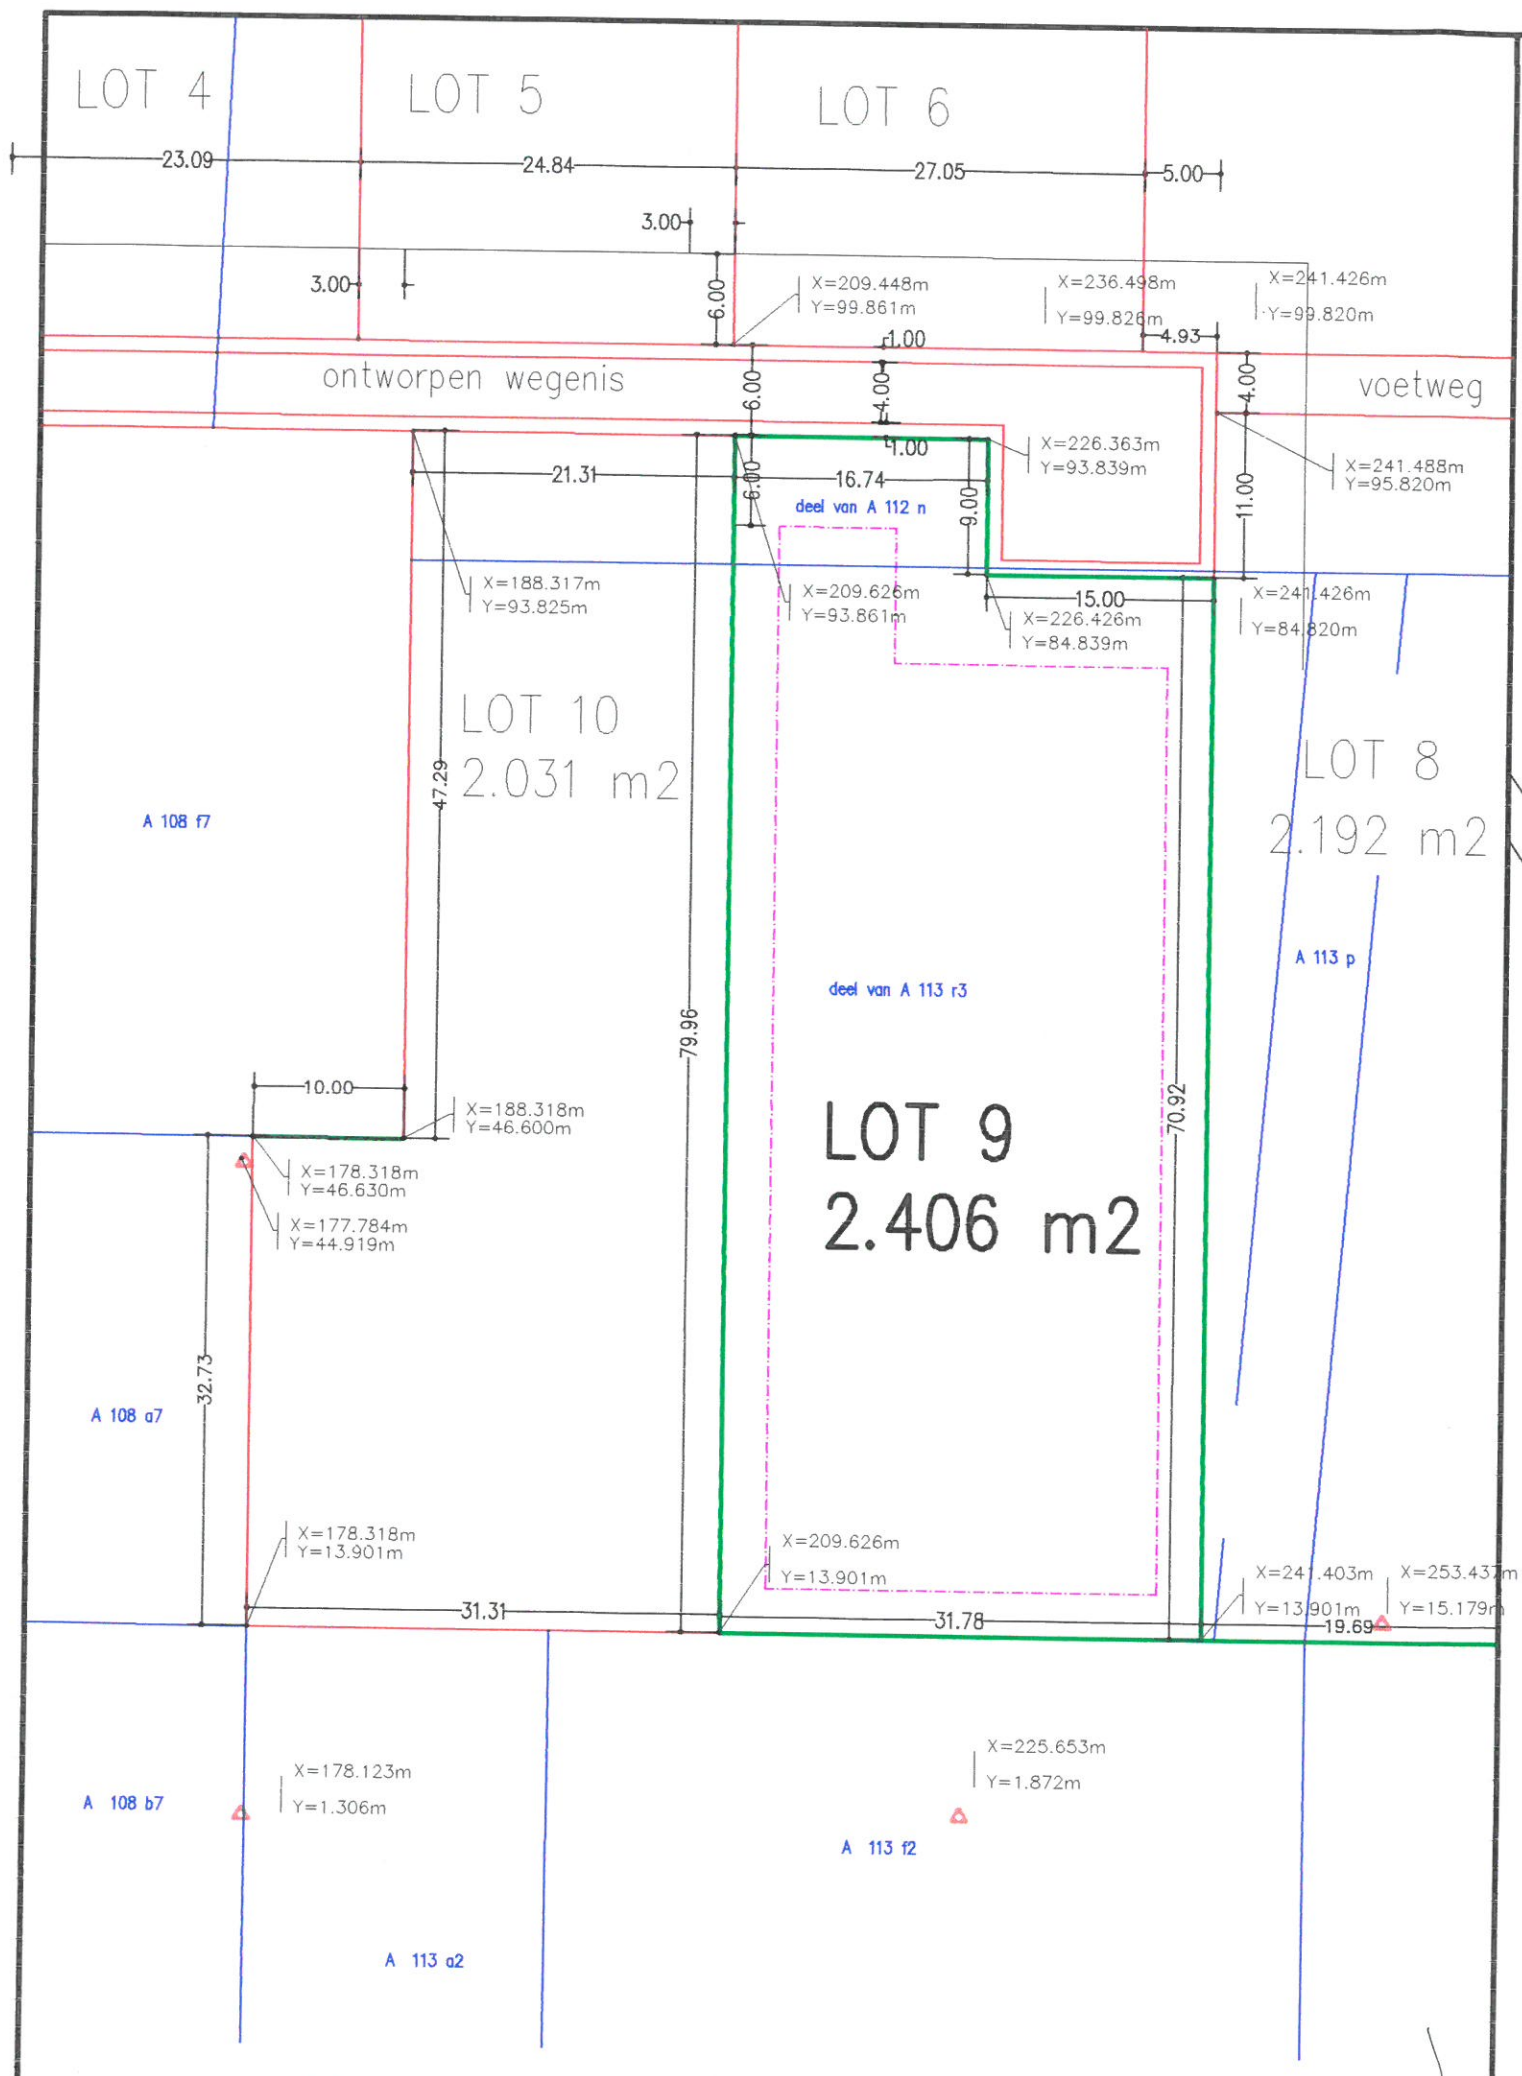 LOT 4
LOT 5
LOT 6
23.09
24.84
27.05
5.00
3.00
3.00
6.00
X=209.448m
Y=99.861m
X=236.498m
Y=99.826m
X=241.426m
Y=99.820m
1.00
4.93
ontworpen wegenis
6.00
4.00
4.00
voetweg
1.00
X=226.363m
Y=93.839m
X=241.488m
Y=95.820m
21.31
6.00
16.74
9.00
11.00
deel van A 112 n
X=188.317m
Y=93.825m
X=209.626m
Y=93.861m
15.00
X=226.426m
Y=84.839m
X=241.426m
Y=84.820m
LOT 10
2.031 m2
47.29
LOT 8
2.192 m2
A 108 f7
A 113 p
deel van A 113 r3
79.96
70.92
10.00
X=188.318m
Y=46.600m
LOT 9
2.406 m2
X=178.318m
Y=46.630m
X=177.784m
Y=44.919m
32.73
A 108 a7
X=178.318m
Y=13.901m
X=209.626m
Y=13.901m
X=241.403m
Y=13.901m
X=253.437m
Y=15.179m
31.31
31.78
19.69
X=178.123m
Y=1.306m
X=225.653m
Y=1.872m
A 108 b7
A 113 f2
A 113 a2